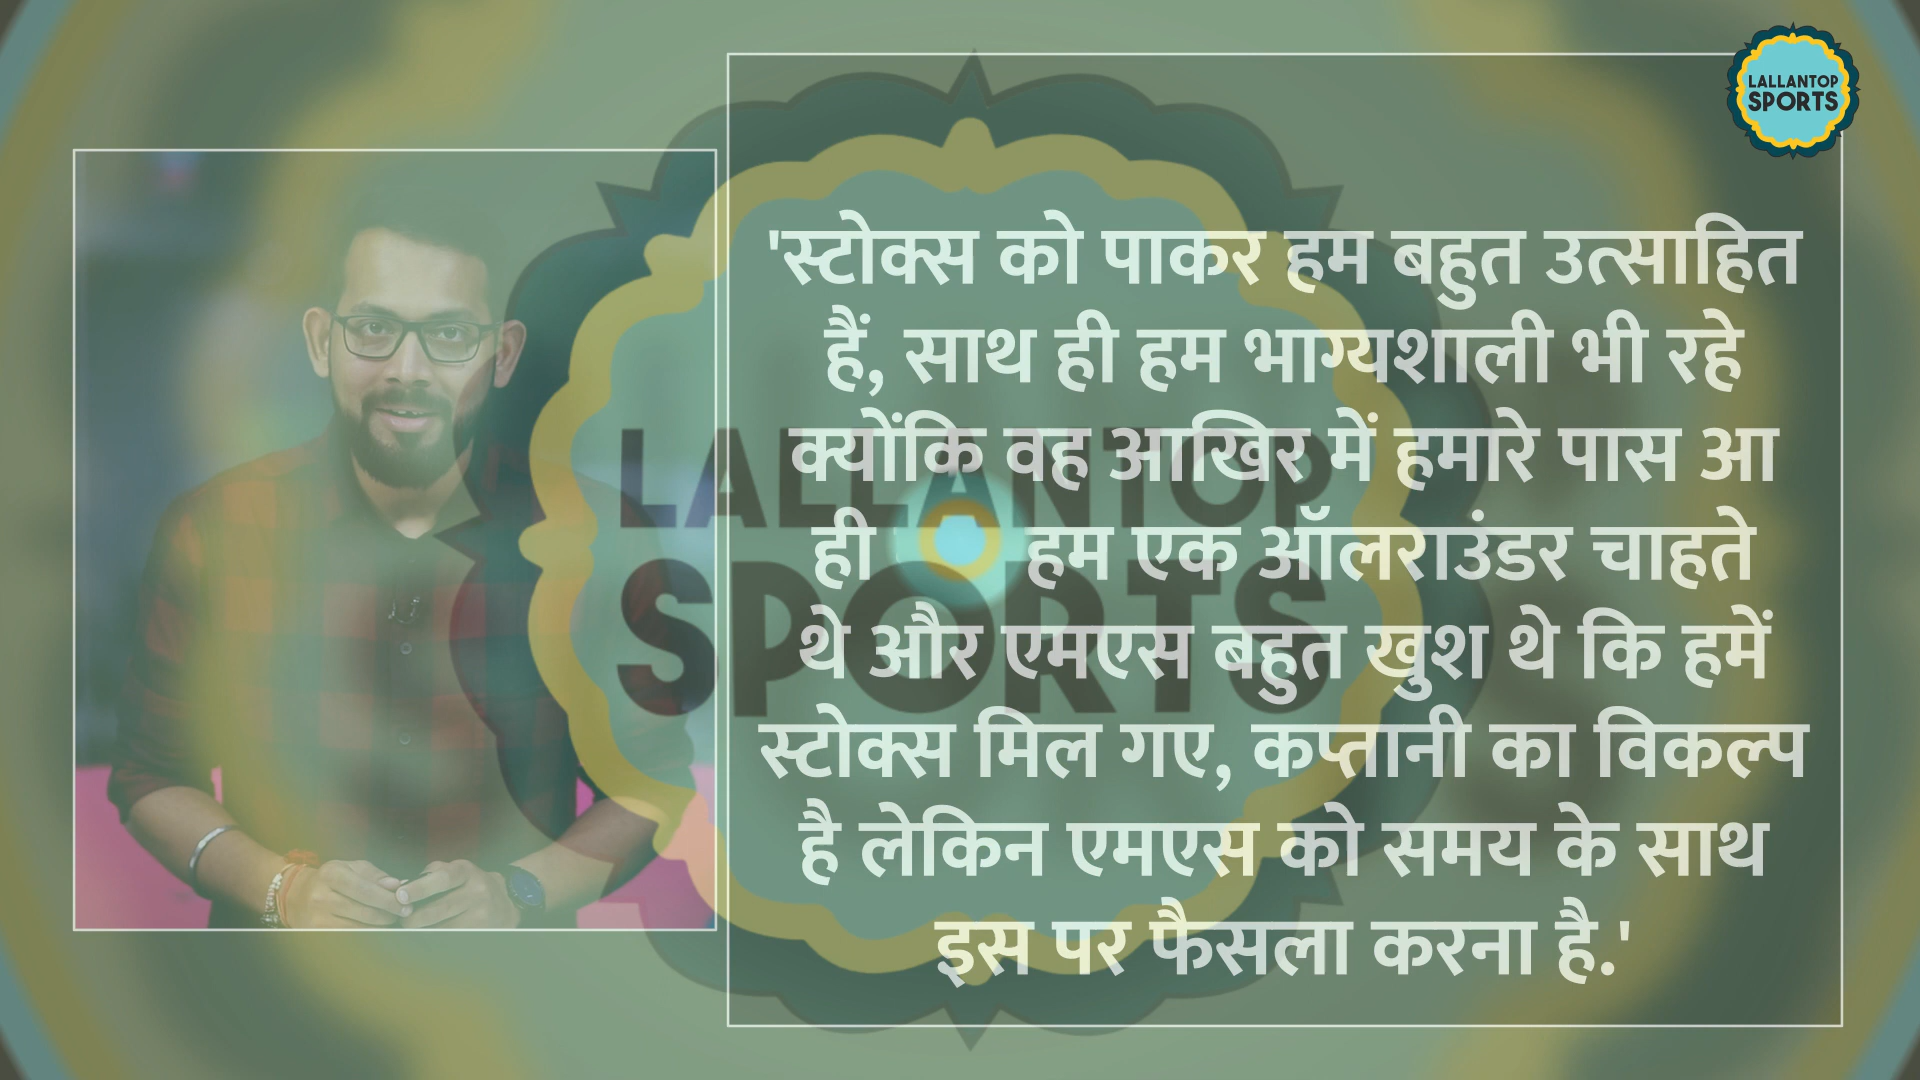 LALLANTOP
SPORTS
'स्टोक्स को पाकर हम बहुत उत्साहित
हैं, साथ ही हम भाग्यशाली भी रहे
क्योंकि वह आखिर में हमारे पास आ
ही हम एक ऑलराउंडर चाहते
थे और एमएस बहुत खुश थे कि हमें
स्टोक्स मिल गए, कप्तानी का विकल्प
है लेकिन एमएस को समय के साथ
इस पर फैसला करना है.'
LALLANTOP
SPORTS